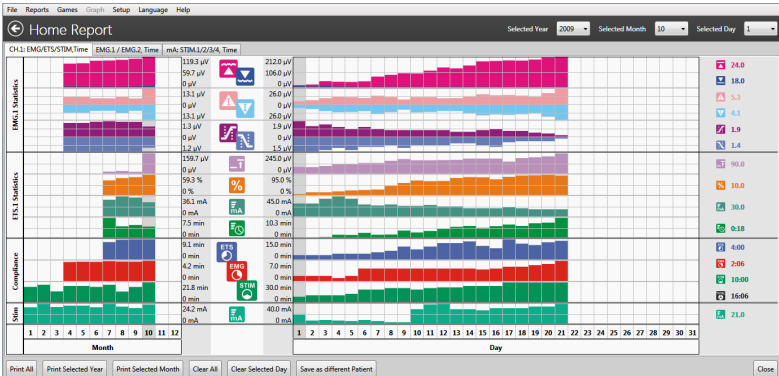 File Reports Games Graph Setup Language Help
Home Report
Selected Year 2009 Selected Month 10 Selected Day 1
CH.1: EMG/ETS/STIM,Time EMG.1 / EMG.2, Time mA: STIM.1/2/3/4, Time
EMG.1 Statistics
119.3 µV 212.0 µV 24.0
59.7 µV 106.0 µV 18.0
0 µV 0 µV
13.1 µV 26.0 µV 5.3
0 µV 0 µV 4.1
13.1 µV 26.0 µV
1.3 µV 1.9 µV 1.9
0 µV 0 µV
1.2 µV 1.5 µV 1.4
ETS.1 Statistics
159.7 µV 245.0 µV 90.0
0 µV 0 µV
59.3 % % 95.0 % % 10.0
0 % 0 %
36.1 mA 45.0 mA 30.0
0 mA mA 0 mA
7.5 min 10.3 min 0:18
0 min 0 min
Compliance
9.1 min ETS 15.0 min 4:00
0 min 0 min
4.2 min EMG 7.0 min 2:06
0 min 0 min
21.8 min STIM 30.0 min 10:00
0 min 0 min 16:06
Stim
24.2 mA 40.0 mA 21.0
0 mA mA 0 mA
1 2 3 4 5 6 7 8 9 10 11 12 1 2 3 4 5 6 7 8 9 10 11 12 13 14 15 16 17 18 19 20 21 22 23 24 25 26 27 28 29 30 31
Month Day
Print All Print Selected Year Print Selected Month Clear All Clear Selected Day Save as different Patient Close